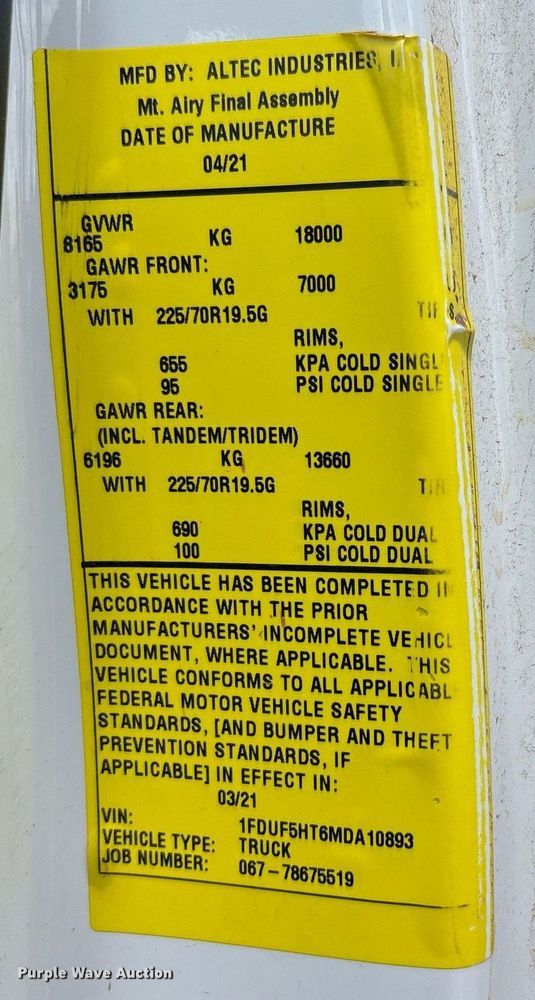 MFD BY: ALTEC INDUSTRIES,
Mt. Airy Final Assembly
DATE OF MANUFACTURE
04/21
GVWR
8165 KG 18000
GAWR FRONT:
3175 KG 7000
WITH 225/70R19.5G
RIMS,
655 KPA COLD SINGL
95 PSI COLD SINGLE
GAWR REAR:
(INCL. TANDEM/TRIDEM)
6196 KG 13660
WITH 225/70R19.5G
RIMS,
690 KPA COLD DUAL
100 PSI COLD DUAL
THIS VEHICLE HAS BEEN COMPLETED IN
ACCORDANCE WITH THE PRIOR
MANUFACTURERS' INCOMPLETE VEHICL
DOCUMENT, WHERE APPLICABLE. THIS
VEHICLE CONFORMS TO ALL APPLICABL
FEDERAL MOTOR VEHICLE SAFETY
STANDARDS, [AND BUMPER AND THEFT
PREVENTION STANDARDS, IF
APPLICABLE] IN EFFECT IN:
03/21
VIN: 1FDUF5HT6MDA10893
VEHICLE TYPE: TRUCK
JOB NUMBER: 067-78675519
Purple Wave Auction